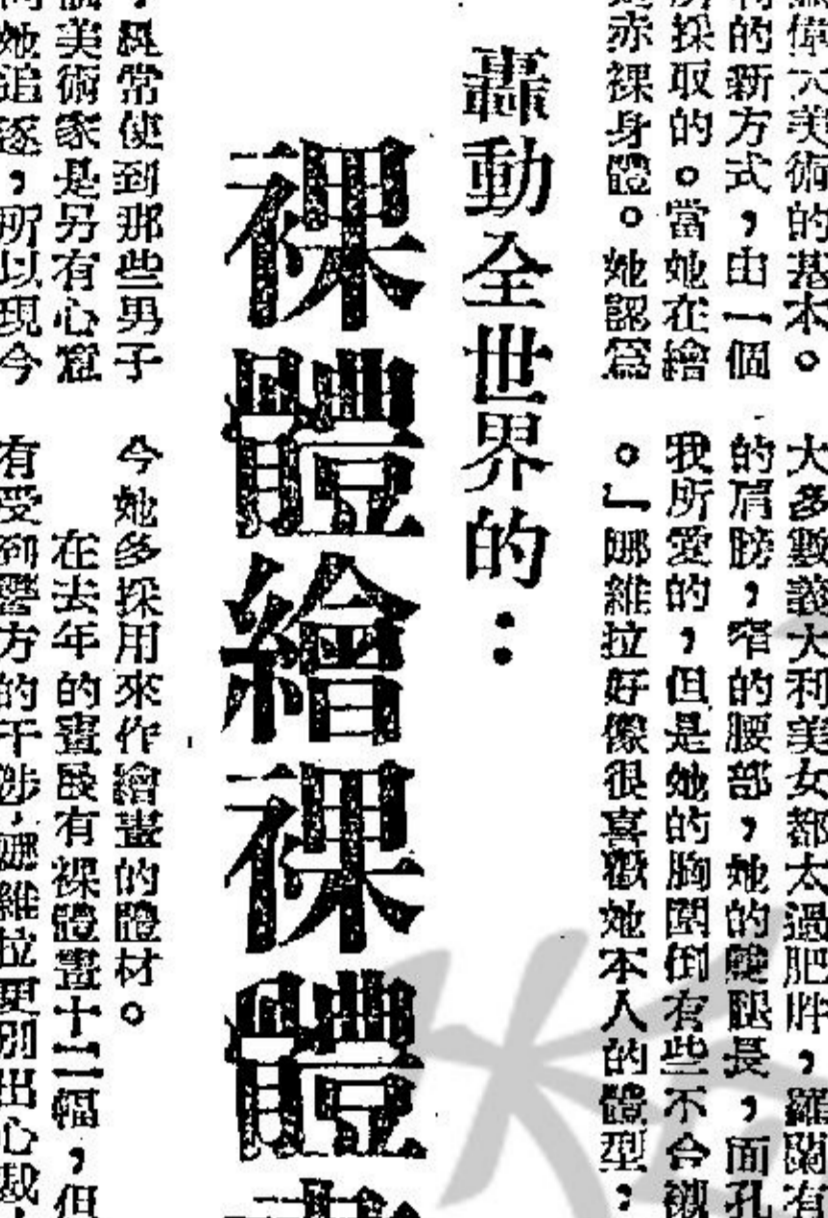 偉大美術的基本。
的新方式，由一個
所採取的。當她在繪
赤裸身體。她認爲
大多數義大利美女都太過肥胖，羅蘭有
的肩膀，窄的腰部，她的雙腿長，面孔
我所愛的，但是她的胸圍倒有些不合襯
。」娜維拉好像很喜歡她本人的體型；
轟動全世界的：
裸體繪裸體
，經常使到那些男子
美術家是另有心意
她追逐，所以現今
今她多採用來作繪畫的體材。
在去年的畫展有裸體畫十二幅，但
有受到警方的干涉，娜維拉更別出心裁，